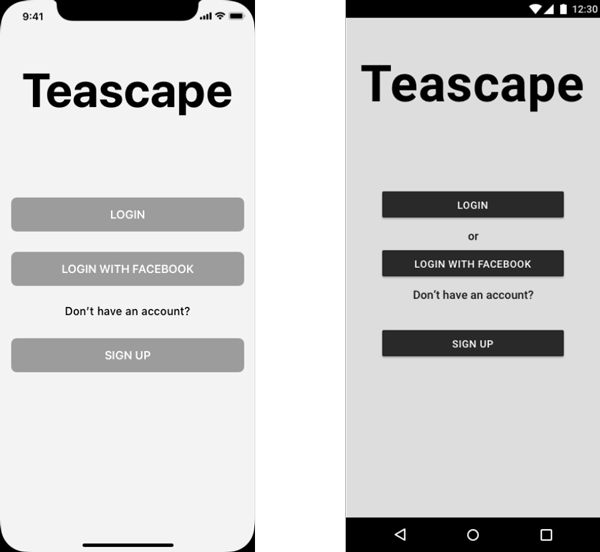 9:41
Teascape
LOGIN
LOGIN WITH FACEBOOK
Don't have an account?
SIGN UP
12:30
Teascape
LOGIN
or
LOGIN WITH FACEBOOK
Don't have an account?
SIGN UP